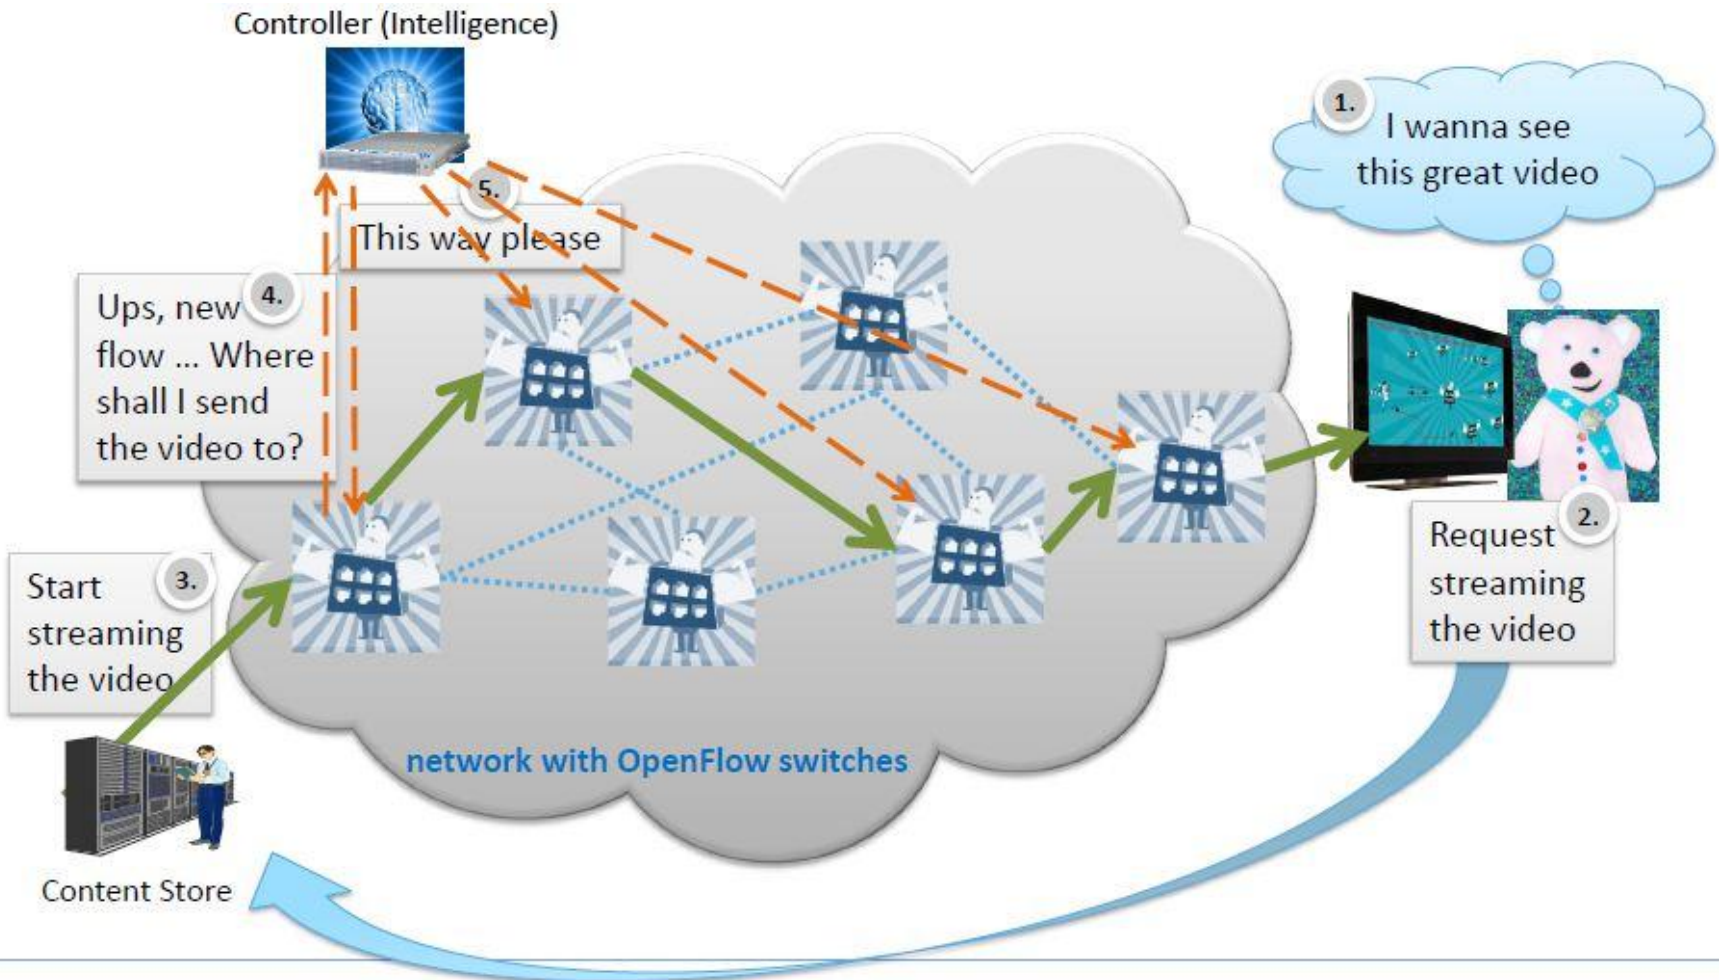 Controller (Intelligence)
1.
I wanna see
this great video
5.
This way please
4.
Ups, new
flow ... Where
shall I send
the video to?
2.
Request
streaming
the video
3.
Start
streaming
the video
network with OpenFlow switches
Content Store